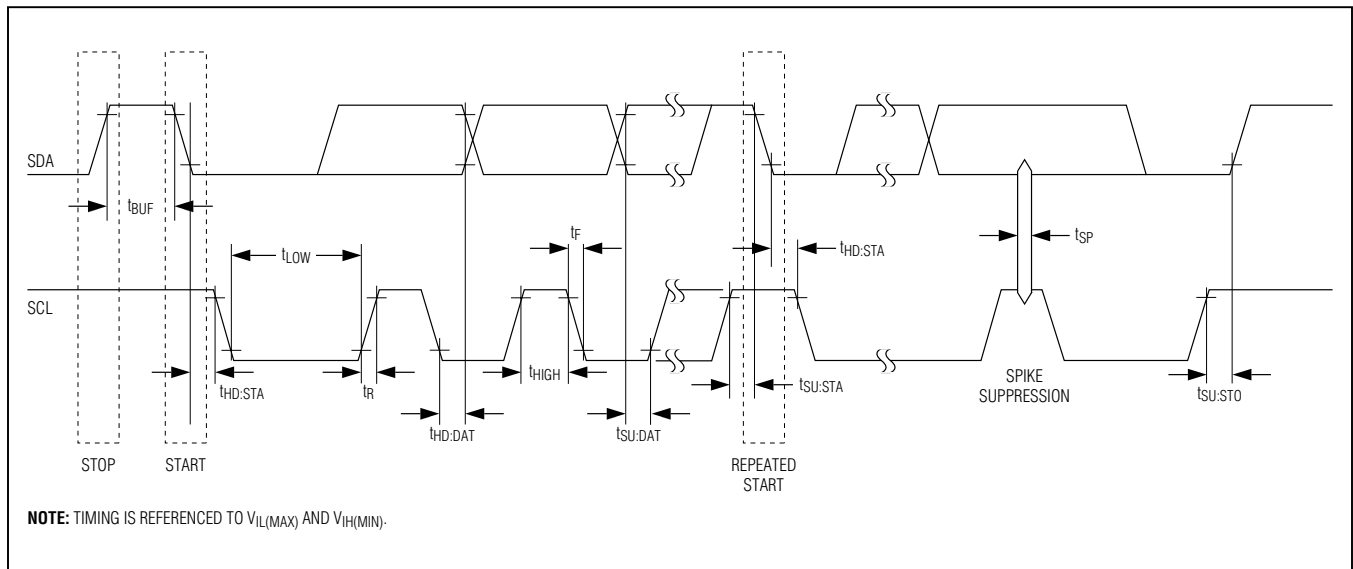 SDA
tBUF
tLOW
tF
tHD:STA
tSP
SCL
tHD:STA
tR
tHD:DAT
tHIGH
tSU:DAT
tSU:STA
SPIKE
SUPPRESSION
tSU:STO
STOP
START
REPEATED
START
NOTE: TIMING IS REFERENCED TO VIL(MAX) AND VIH(MIN).